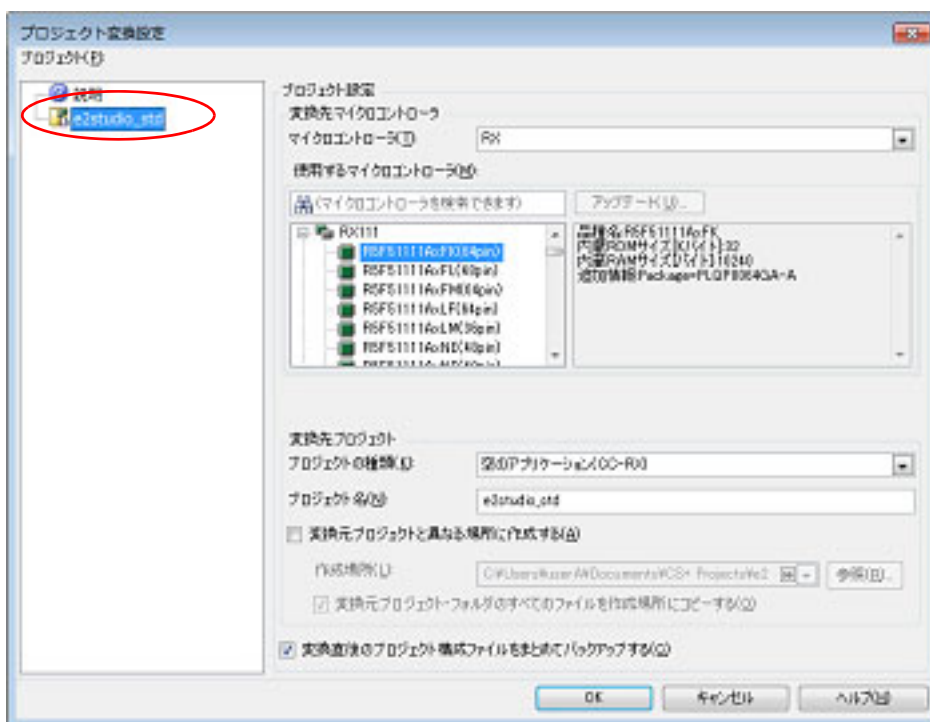 プロジェクト変換設定
プロジェクト(P)
説明
e2studio_std
プロジェクト設定
変換先マイクロコントローラ
マイクロコントローラ(T): RX
使用するマイクロコントローラ(M):
(マイクロコントローラを検索できます) アップデート(U)...
RX111
R5F51111AxFK(64pin)
R5F51111AxFL(48pin)
R5F51111AxFM(64pin)
R5F51111AxLF(64pin)
R5F51111AxLM(36pin)
R5F51111AxND(40pin)
品種名:R5F51111AxFK
内蔵ROMサイズ[Kバイト]:32
内蔵RAMサイズ[バイト]:10240
追加情報:Package=PLQP0064GA-A
変換先プロジェクト
プロジェクトの種類(K): 空のアプリケーション(CC-RX)
プロジェクト名(N): e2studio_std
変換元プロジェクトと異なる場所に作成する(A)
作成場所(L): C:¥Users¥userA¥Documents¥CS+ Projects¥e2 参照(R)...
変換元プロジェクト・フォルダのすべてのファイルを作成場所にコピーする(O)
変換直後のプロジェクト構成ファイルをまとめてバックアップする(C)
OK キャンセル ヘルプ(H)